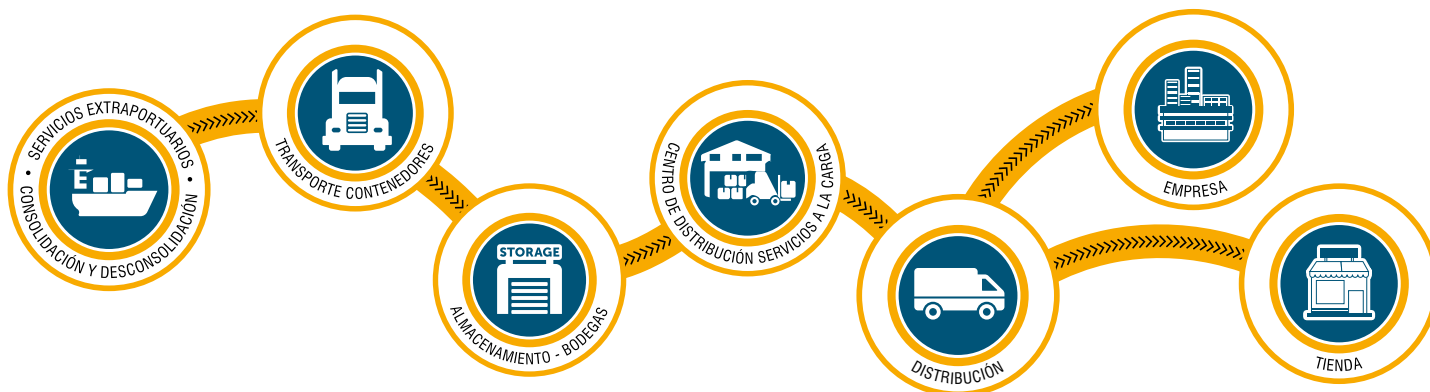 • SERVICIOS EXTRAPORTUARIOS •
CONSOLIDACIÓN Y DESCONSOLIDACIÓN
TRANSPORTE CONTENEDORES
STORAGE
ALMACENAMIENTO - BODEGAS
CENTRO DE DISTRIBUCIÓN SERVICIOS A LA CARGA
DISTRIBUCIÓN
EMPRESA
TIENDA